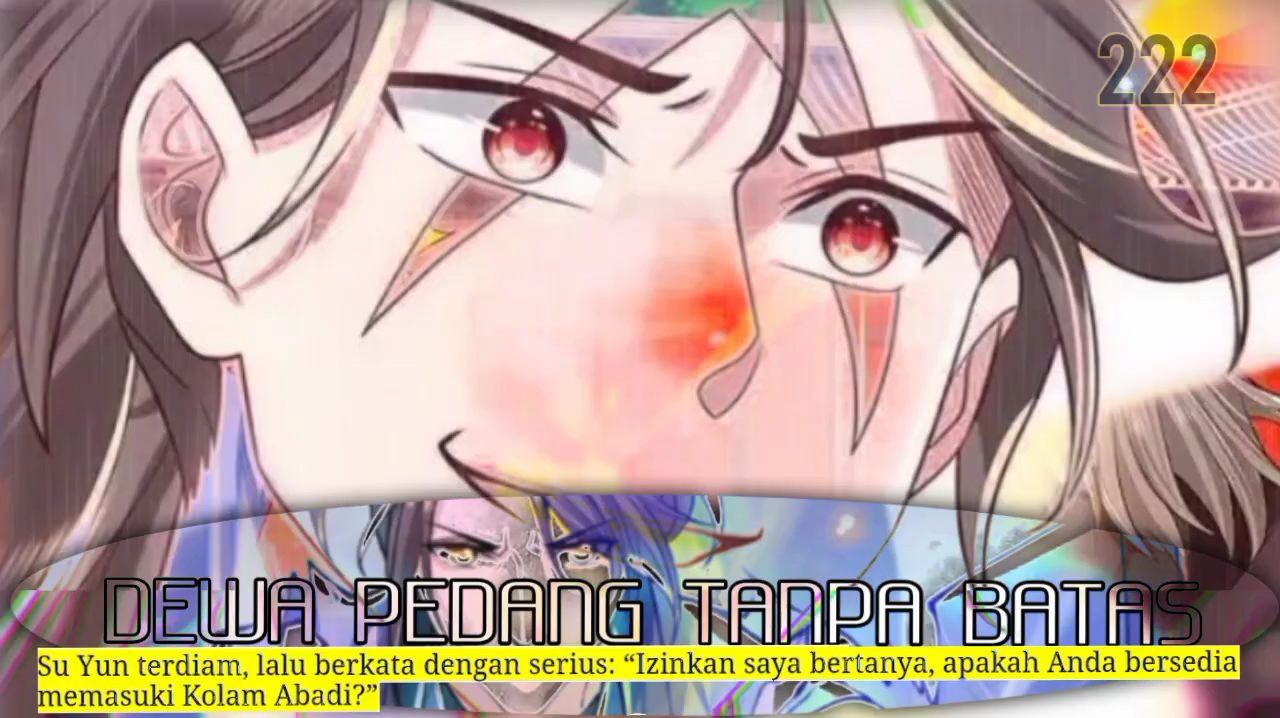 222
DEWA PEDANG TANPA BATAS
Su Yun terdiam, lalu berkata dengan serius: “Izinkan saya bertanya, apakah Anda bersedia
memasuki Kolam Abadi?”